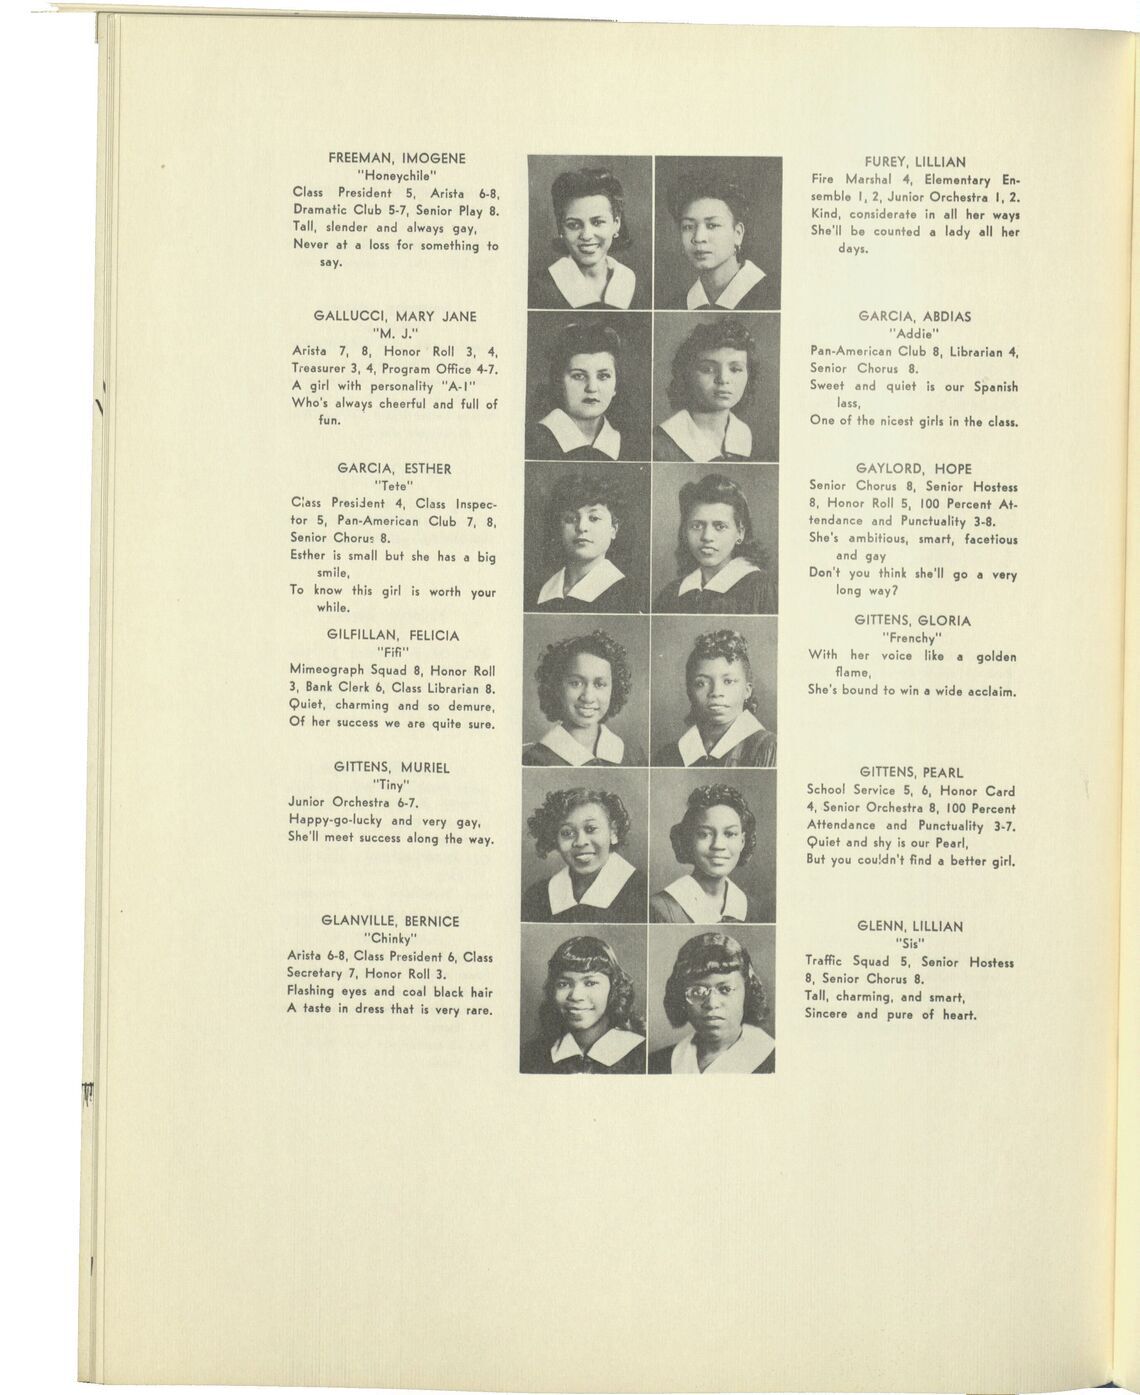 FREEMAN, IMOGENE
"Honeychile"
Class President 5, Arista 6-8,
Dramatic Club 5-7, Senior Play 8.
Tall, slender and always gay,
Never at a loss for something to
say.
GALLUCCI, MARY JANE
"M. J."
Arista 7, 8, Honor Roll 3, 4,
Treasurer 3, 4, Program Office 4-7.
A girl with personality "A-1"
Who's always cheerful and full of
fun.
GARCIA, ESTHER
"Tete"
Class President 4, Class Inspec-
tor 5, Pan-American Club 7, 8,
Senior Chorus 8.
Esther is small but she has a big
smile,
To know this girl is worth your
while.
GILFILLAN, FELICIA
"Fifi"
Mimeograph Squad 8, Honor Roll
3, Bank Clerk 6, Class Librarian 8.
Quiet, charming and so demure,
Of her success we are quite sure.
GITTENS, MURIEL
"Tiny"
Junior Orchestra 6-7.
Happy-go-lucky and very gay,
She'll meet success along the way.
GLANVILLE, BERNICE
"Chinky"
Arista 6-8, Class President 6, Class
Secretary 7, Honor Roll 3.
Flashing eyes and coal black hair
A taste in dress that is very rare.
FUREY, LILLIAN
Fire Marshal 4, Elementary En-
semble 1, 2, Junior Orchestra 1, 2.
Kind, considerate in all her ways
She'll be counted a lady all her
days.
GARCIA, ABDIAS
"Addie"
Pan-American Club 8, Librarian 4,
Senior Chorus 8.
Sweet and quiet is our Spanish
lass,
One of the nicest girls in the class.
GAYLORD, HOPE
Senior Chorus 8, Senior Hostess
8, Honor Roll 5, 100 Percent At-
tendance and Punctuality 3-8.
She's ambitious, smart, facetious
and gay
Don't you think she'll go a very
long way?
GITTENS, GLORIA
"Frenchy"
With her voice like a golden
flame,
She's bound to win a wide acclaim.
GITTENS, PEARL
School Service 5, 6, Honor Card
4, Senior Orchestra 8, 100 Percent
Attendance and Punctuality 3-7.
Quiet and shy is our Pearl,
But you couldn't find a better girl.
GLENN, LILLIAN
"Sis"
Traffic Squad 5, Senior Hostess
8, Senior Chorus 8.
Tall, charming, and smart,
Sincere and pure of heart.